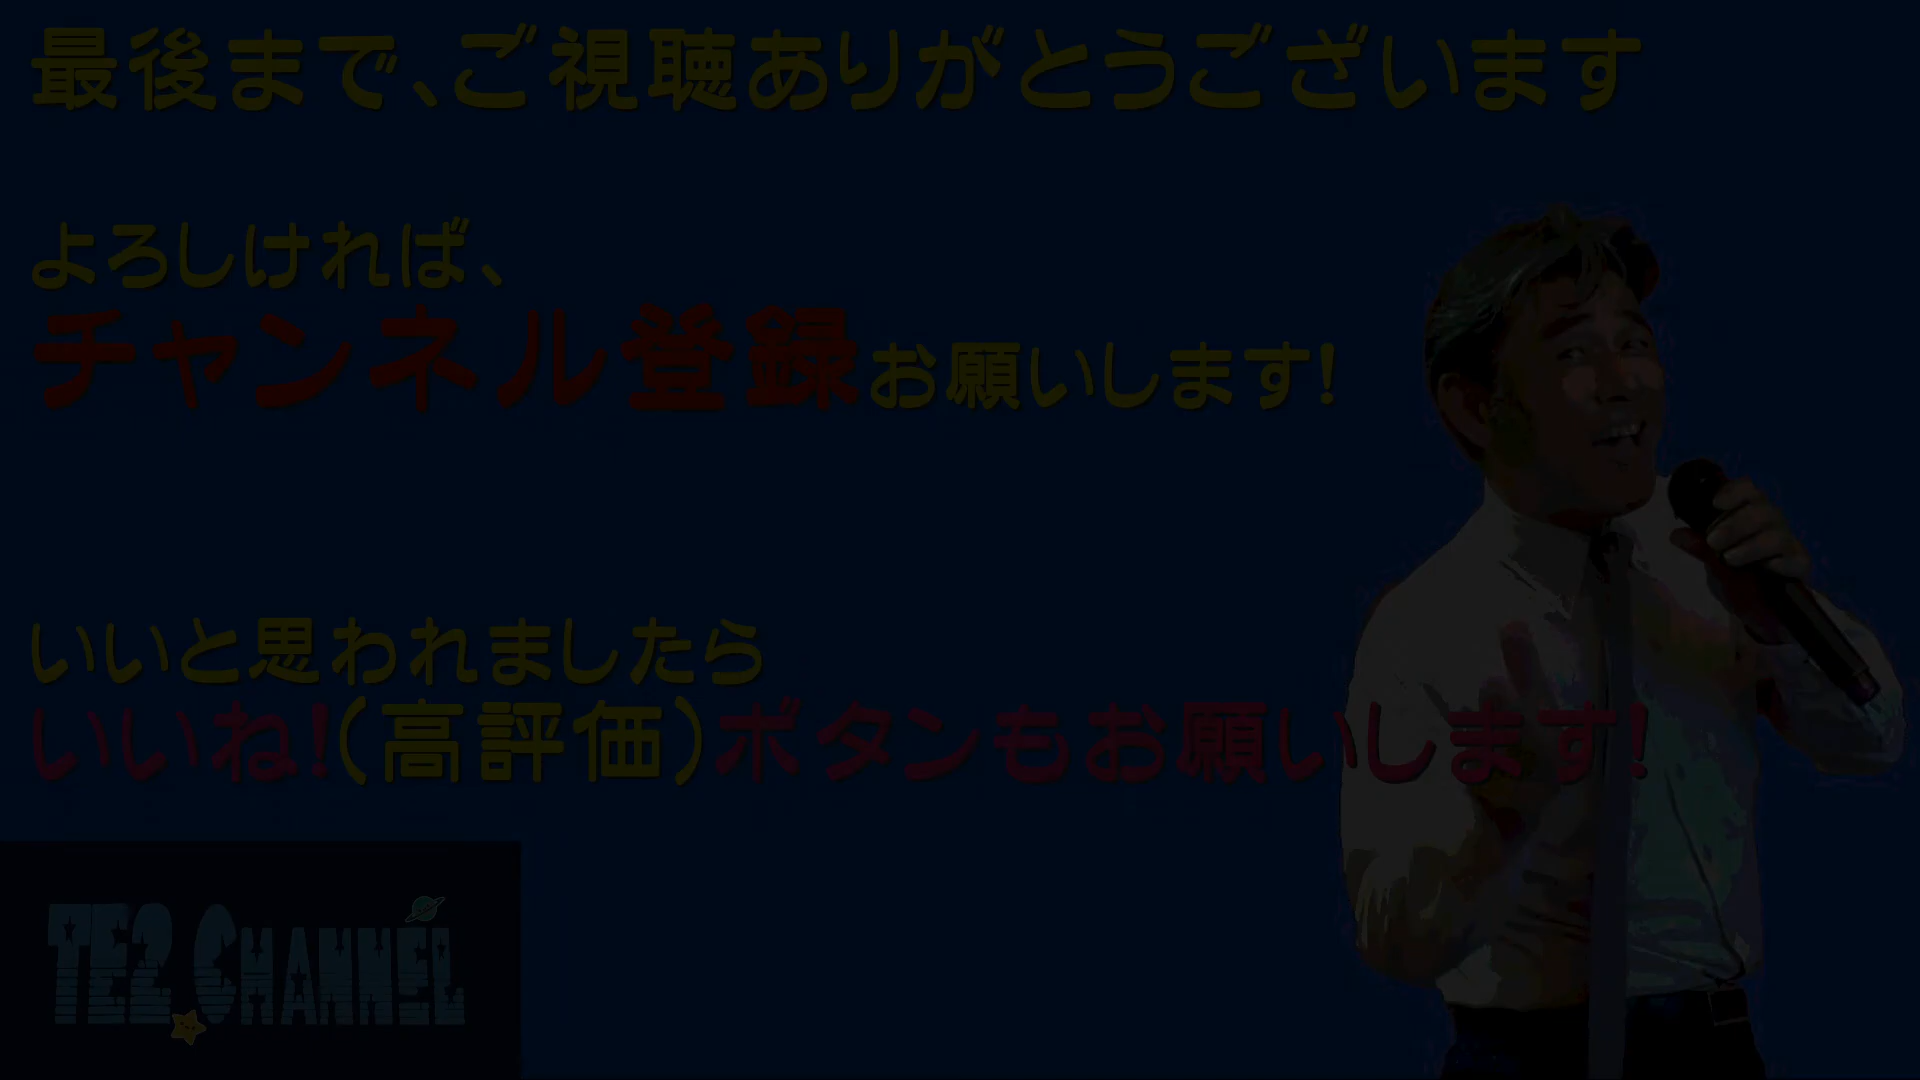 最後まで、ご視聴ありがとうございます
よろしければ、
チャンネル登録お願いします!
いいと思われましたら
いいね!(高評価)ボタンもお願いします!
TE2 CHANNEL